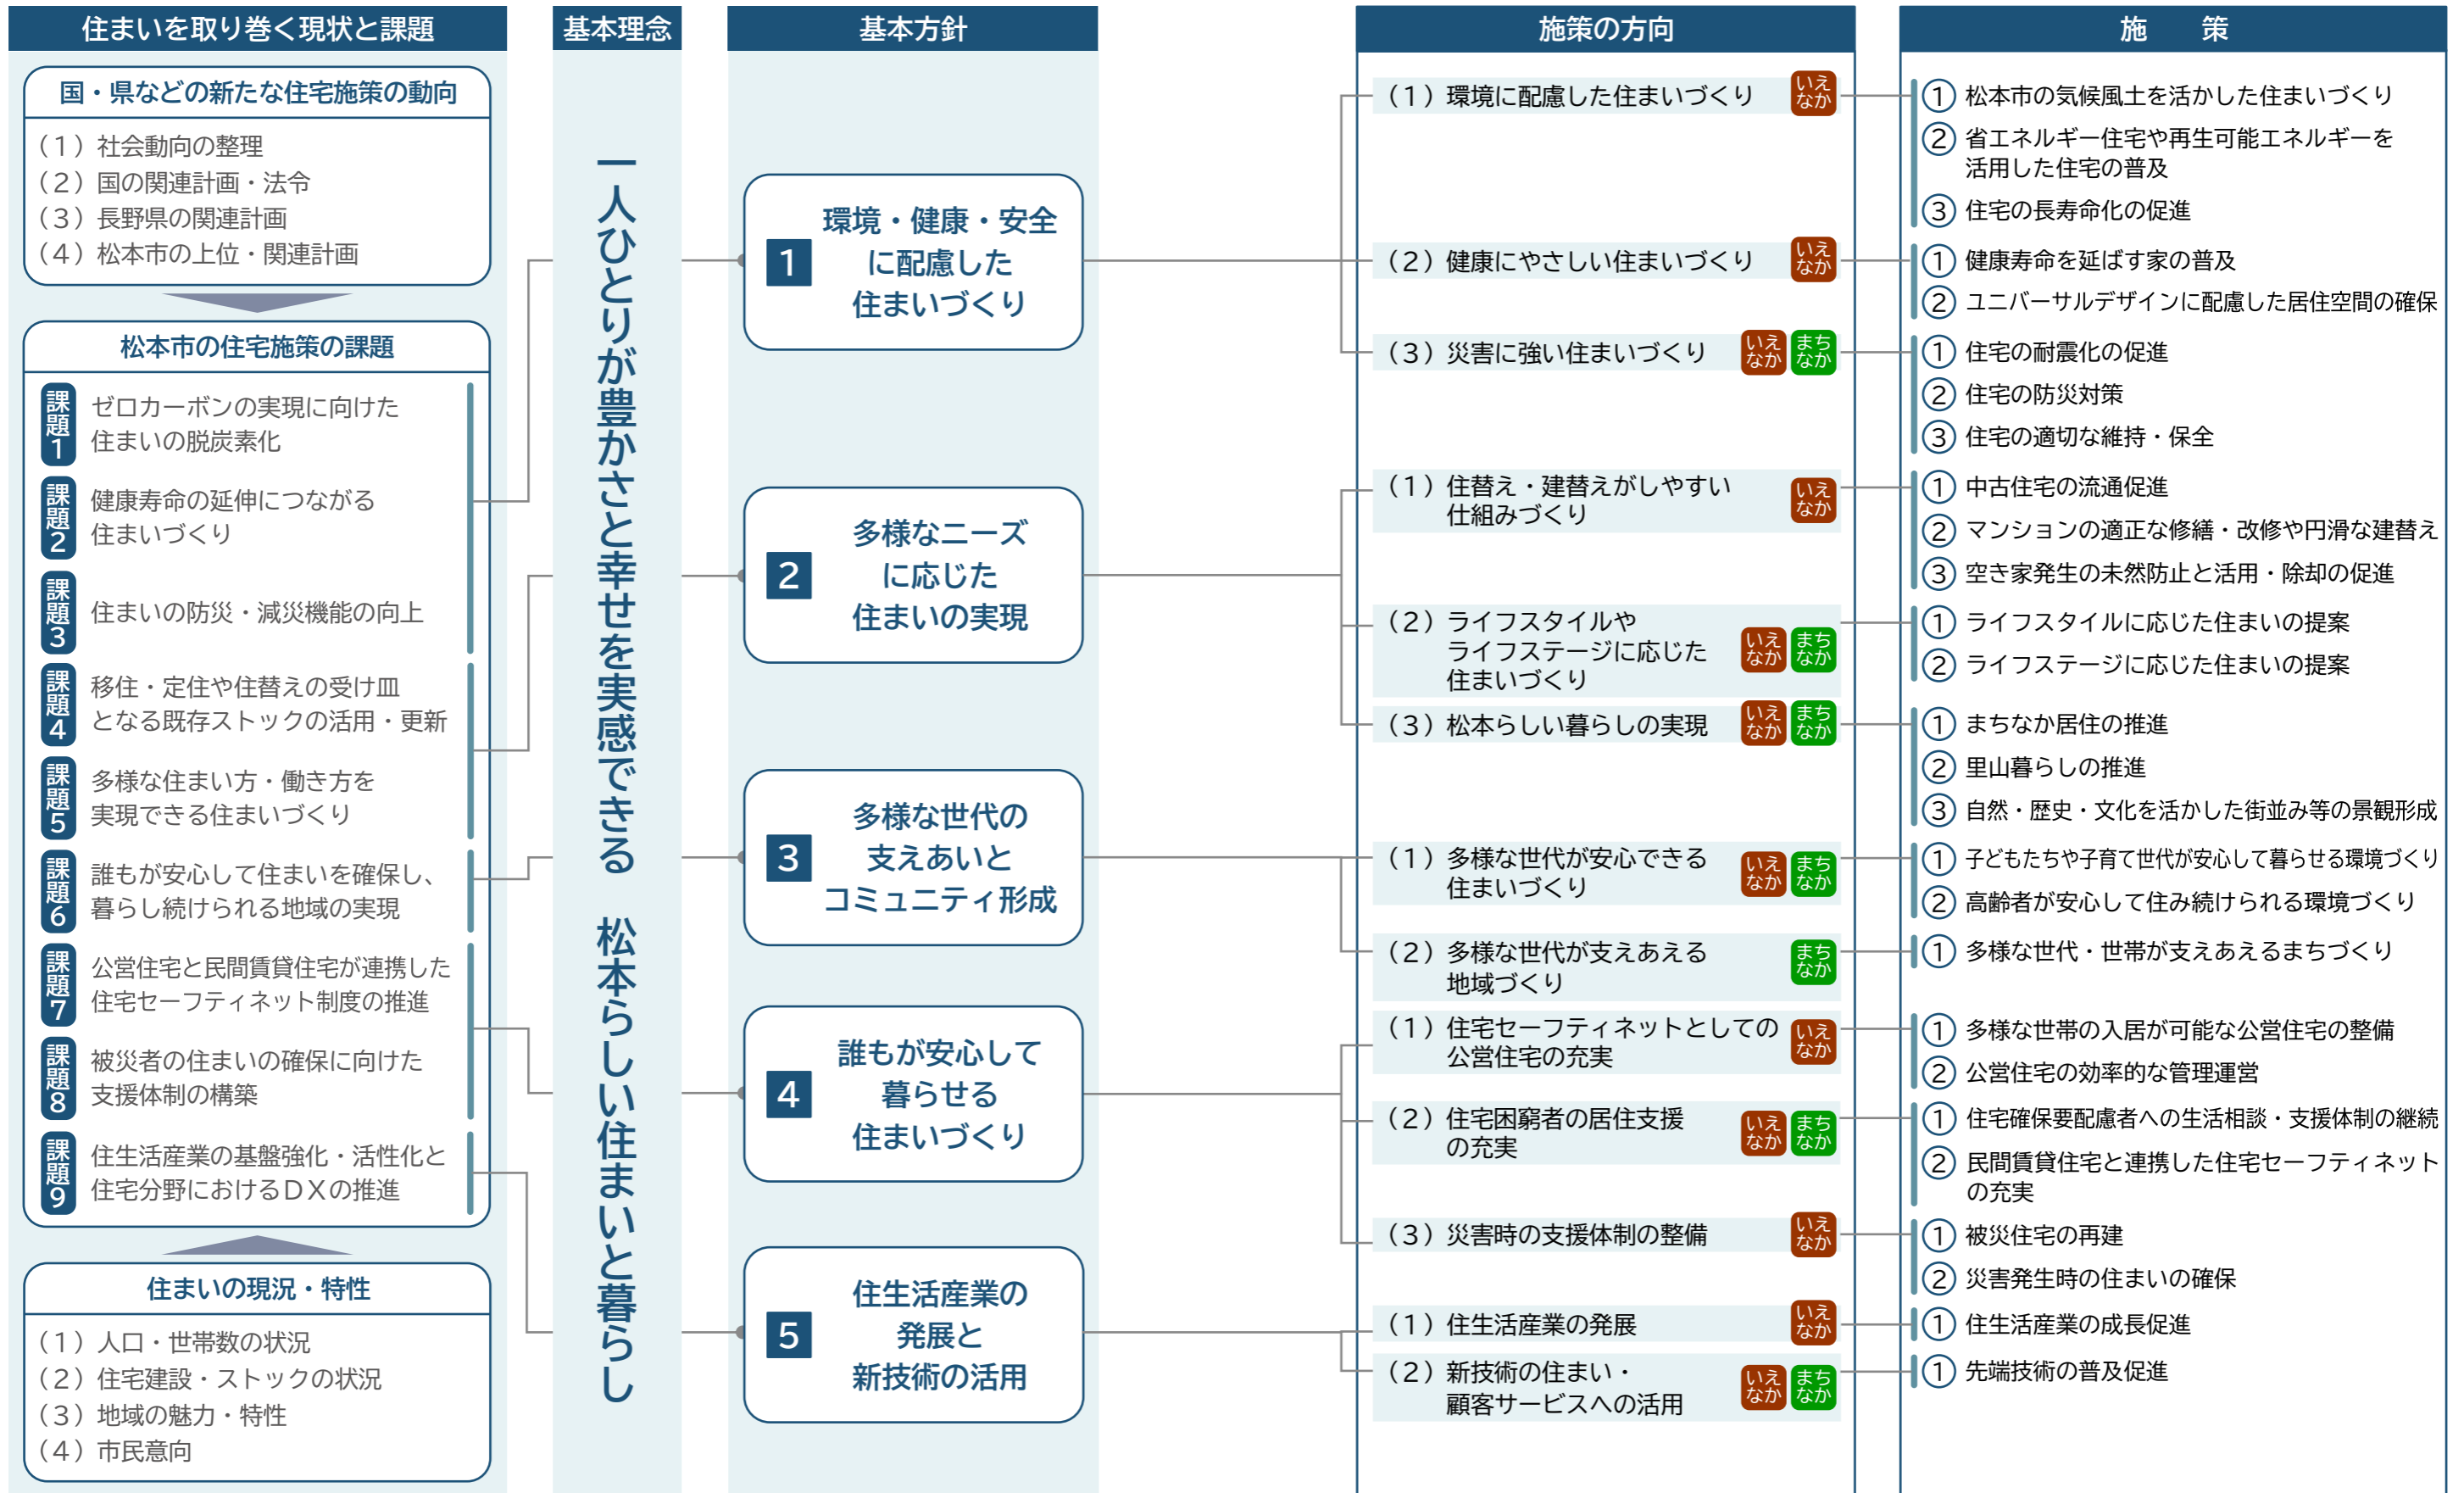 住まいを取り巻く現状と課題
国・県などの新たな住宅施策の動向
（１）社会動向の整理
（２）国の関連計画・法令
（３）長野県の関連計画
（４）松本市の上位・関連計画
松本市の住宅施策の課題
課題1
ゼロカーボンの実現に向けた
住まいの脱炭素化
課題2
健康寿命の延伸につながる
住まいづくり
課題3
住まいの防災・減災機能の向上
課題4
移住・定住や住替えの受け皿
となる既存ストックの活用・更新
課題5
多様な住まい方・働き方を
実現できる住まいづくり
課題6
誰もが安心して住まいを確保し、
暮らし続けられる地域の実現
課題7
公営住宅と民間賃貸住宅が連携した
住宅セーフティネット制度の推進
課題8
被災者の住まいの確保に向けた
支援体制の構築
課題9
住生活産業の基盤強化・活性化と
住宅分野におけるＤＸの推進
住まいの現況・特性
（１）人口・世帯数の状況
（２）住宅建設・ストックの状況
（３）地域の魅力・特性
（４）市民意向
基本理念
一人ひとりが豊かさと幸せを実感できる　松本らしい住まいと暮らし
基本方針
1
環境・健康・安全
に配慮した
住まいづくり
2
多様なニーズ
に応じた
住まいの実現
3
多様な世代の
支えあいと
コミュニティ形成
4
誰もが安心して
暮らせる
住まいづくり
5
住生活産業の
発展と
新技術の活用
施策の方向
（１）環境に配慮した住まいづくり
いえ
なか
（２）健康にやさしい住まいづくり
いえ
なか
（３）災害に強い住まいづくり
いえ
なか
まち
なか
（１）住替え・建替えがしやすい
仕組みづくり
いえ
なか
（２）ライフスタイルや
ライフステージに応じた
住まいづくり
いえ
なか
まち
なか
（３）松本らしい暮らしの実現
いえ
なか
まち
なか
（１）多様な世代が安心できる
住まいづくり
いえ
なか
まち
なか
（２）多様な世代が支えあえる
地域づくり
まち
なか
（１）住宅セーフティネットとしての
公営住宅の充実
いえ
なか
（２）住宅困窮者の居住支援
の充実
いえ
なか
まち
なか
（３）災害時の支援体制の整備
いえ
なか
（１）住生活産業の発展
いえ
なか
（２）新技術の住まい・
顧客サービスへの活用
いえ
なか
まち
なか
施　策
① 松本市の気候風土を活かした住まいづくり
② 省エネルギー住宅や再生可能エネルギーを
活用した住宅の普及
③ 住宅の長寿命化の促進
① 健康寿命を延ばす家の普及
② ユニバーサルデザインに配慮した居住空間の確保
① 住宅の耐震化の促進
② 住宅の防災対策
③ 住宅の適切な維持・保全
① 中古住宅の流通促進
② マンションの適正な修繕・改修や円滑な建替え
③ 空き家発生の未然防止と活用・除却の促進
① ライフスタイルに応じた住まいの提案
② ライフステージに応じた住まいの提案
① まちなか居住の推進
② 里山暮らしの推進
③ 自然・歴史・文化を活かした街並み等の景観形成
① 子どもたちや子育て世代が安心して暮らせる環境づくり
② 高齢者が安心して住み続けられる環境づくり
① 多様な世代・世帯が支えあえるまちづくり
① 多様な世帯の入居が可能な公営住宅の整備
② 公営住宅の効率的な管理運営
① 住宅確保要配慮者への生活相談・支援体制の継続
② 民間賃貸住宅と連携した住宅セーフティネット
の充実
① 被災住宅の再建
② 災害発生時の住まいの確保
① 住生活産業の成長促進
① 先端技術の普及促進